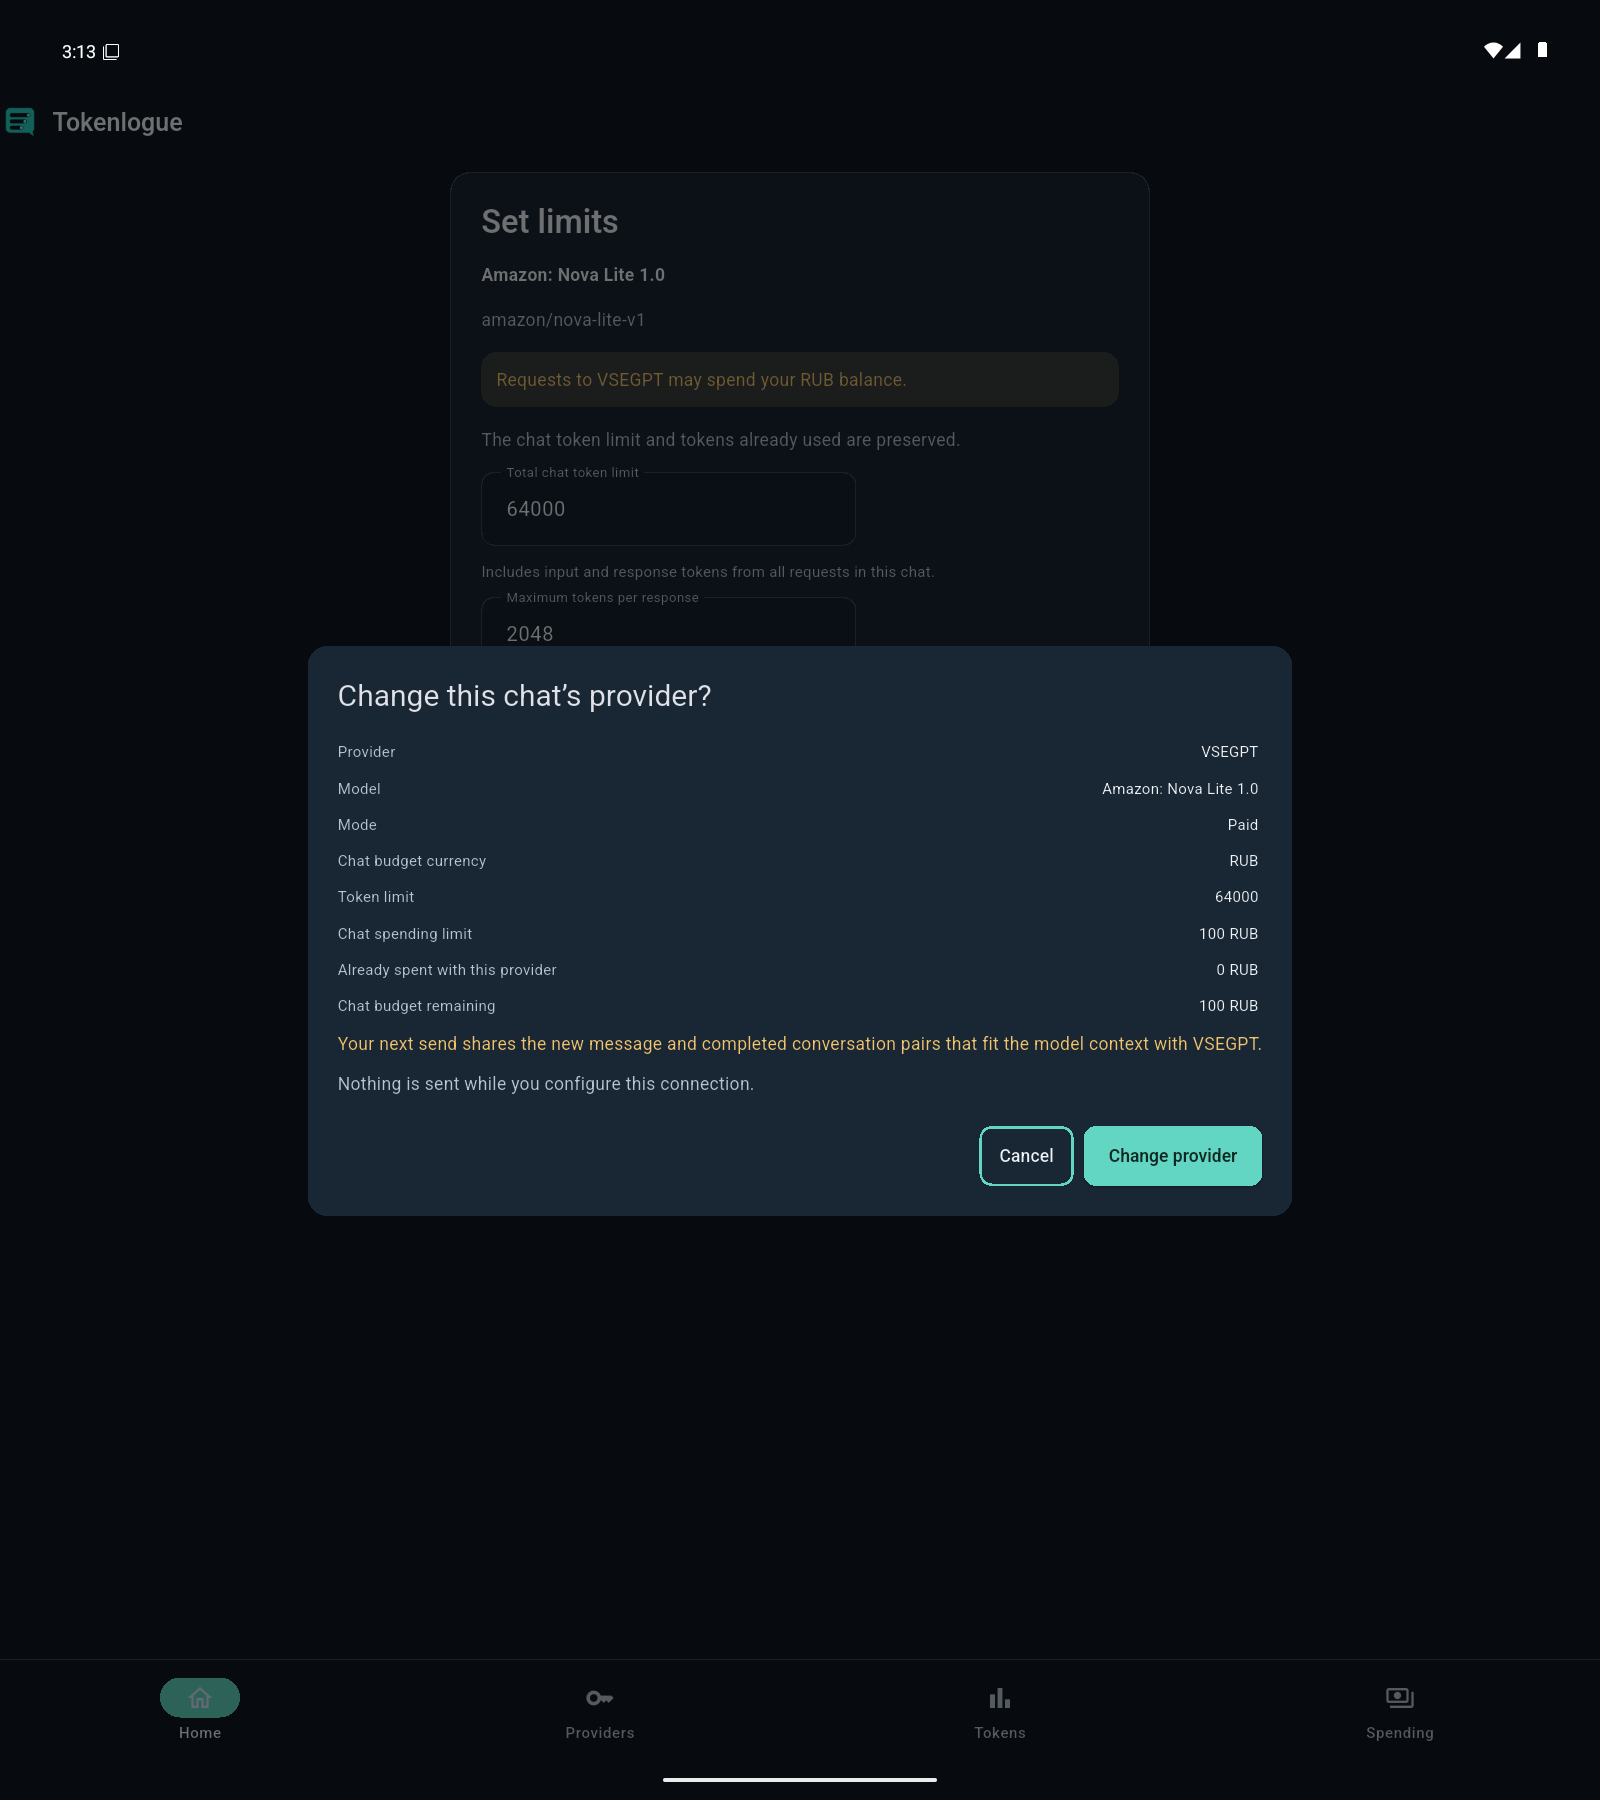 3:13
Tokenlogue
Set limits
Amazon: Nova Lite 1.0
amazon/nova-lite-v1
Requests to VSEGPT may spend your RUB balance.
The chat token limit and tokens already used are preserved.
Total chat token limit
64000
Includes input and response tokens from all requests in this chat.
Maximum tokens per response
2048
Change this chat’s provider?
Provider VSEGPT
Model Amazon: Nova Lite 1.0
Mode Paid
Chat budget currency RUB
Token limit 64000
Chat spending limit 100 RUB
Already spent with this provider 0 RUB
Chat budget remaining 100 RUB
Your next send shares the new message and completed conversation pairs that fit the model context with VSEGPT.
Nothing is sent while you configure this connection.
Cancel Change provider
Home Providers Tokens Spending